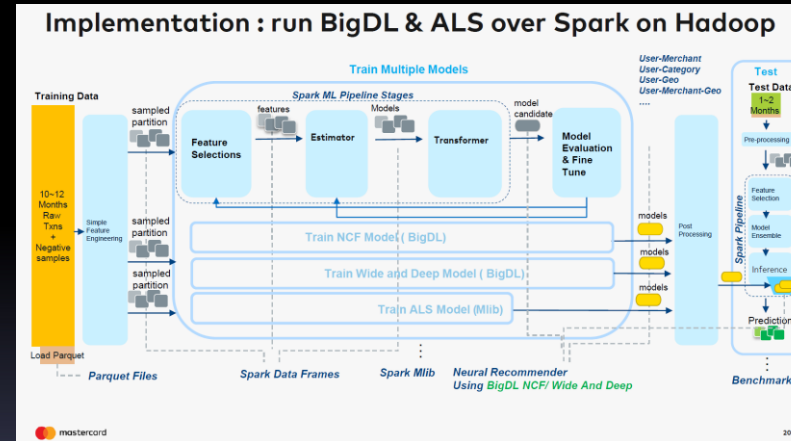 Implementation : run BigDL & ALS over Spark on Hadoop
Train Multiple Models
User-Merchant
User-Category
User-Geo
User-Merchant-Geo
....
Test
Test Data
1~2
Months
Training Data
Spark ML Pipeline Stages
sampled
partition
features
Models
model
candidate
Feature
Selections
Estimator
Transformer
Model
Evaluation
& Fine
Tune
Pre-processing
10~12
Months
Raw
Txns
+
Negative
samples
Simple
Feature
Engineering
sampled
partition
Train NCF Model ( BigDL)
models
Post
Processing
Spark Pipeline
Feature
Selection
Model
Ensemble
Inference
sampled
partition
Train Wide and Deep Model ( BigDL)
models
Train ALS Model (Mlib)
models
Prediction
Load Parquet
Parquet Files
Spark Data Frames
Spark Mlib
Neural Recommender
Using BigDL NCF/ Wide And Deep
Benchmark
mastercard
20